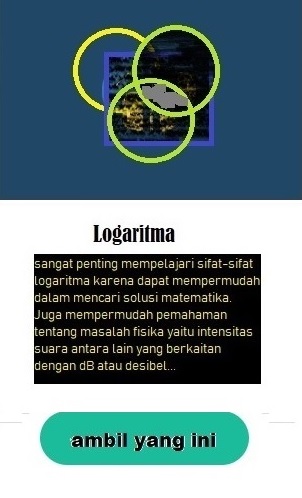 Logaritma
sangat penting mempelajari sifat-sifat
logaritma karena dapat mempermudah
dalam mencari solusi matematika.
Juga mempermudah pemahaman
tentang masalah fisika yaitu intensitas
suara antara lain yang berkaitan
dengan dB atau desibel...
ambil yang ini